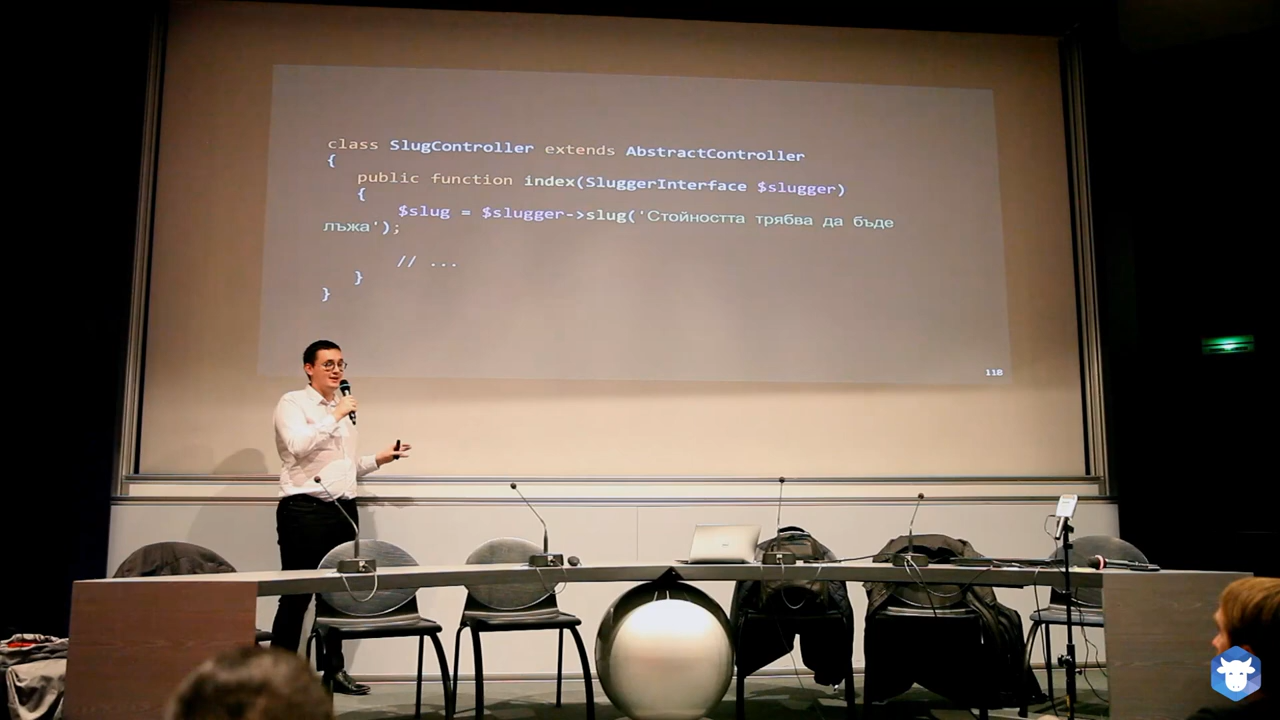 class SlugController extends AbstractController
{
public function index(SluggerInterface $slugger)
{
$slug = $slugger->slug('Стойността трябва да бъде
лъжа');
// ...
}
}
118